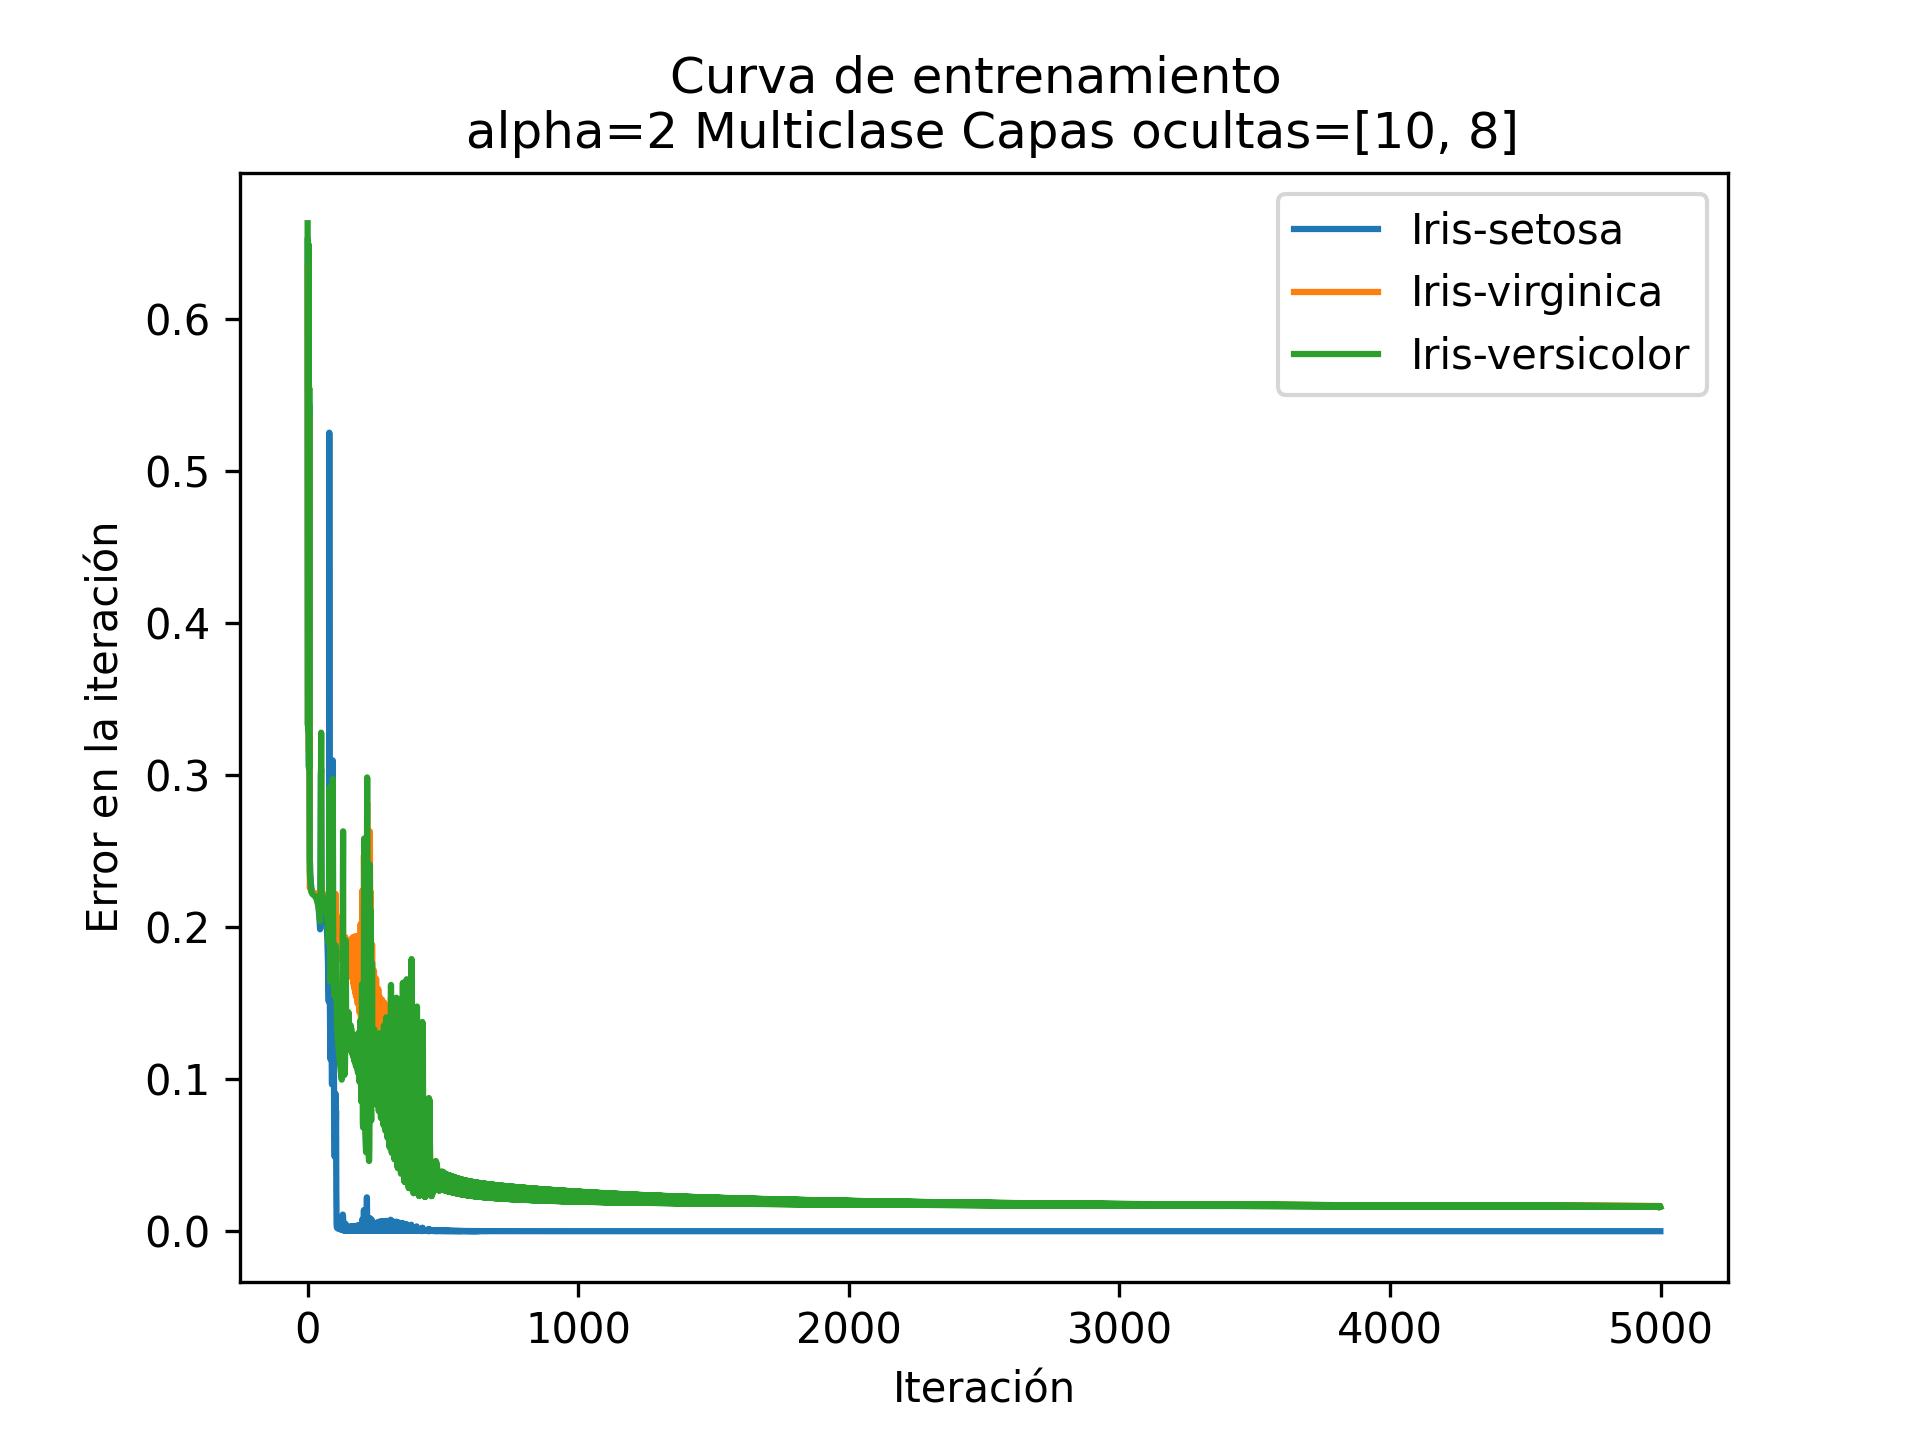 Curva de entrenamiento
alpha=2 Multiclase Capas ocultas=[10, 8]
Iris-setosa
Iris-virginica
Iris-versicolor
Error en la iteración
0.6
0.5
0.4
0.3
0.2
0.1
0.0
0 1000 2000 3000 4000 5000
Iteración